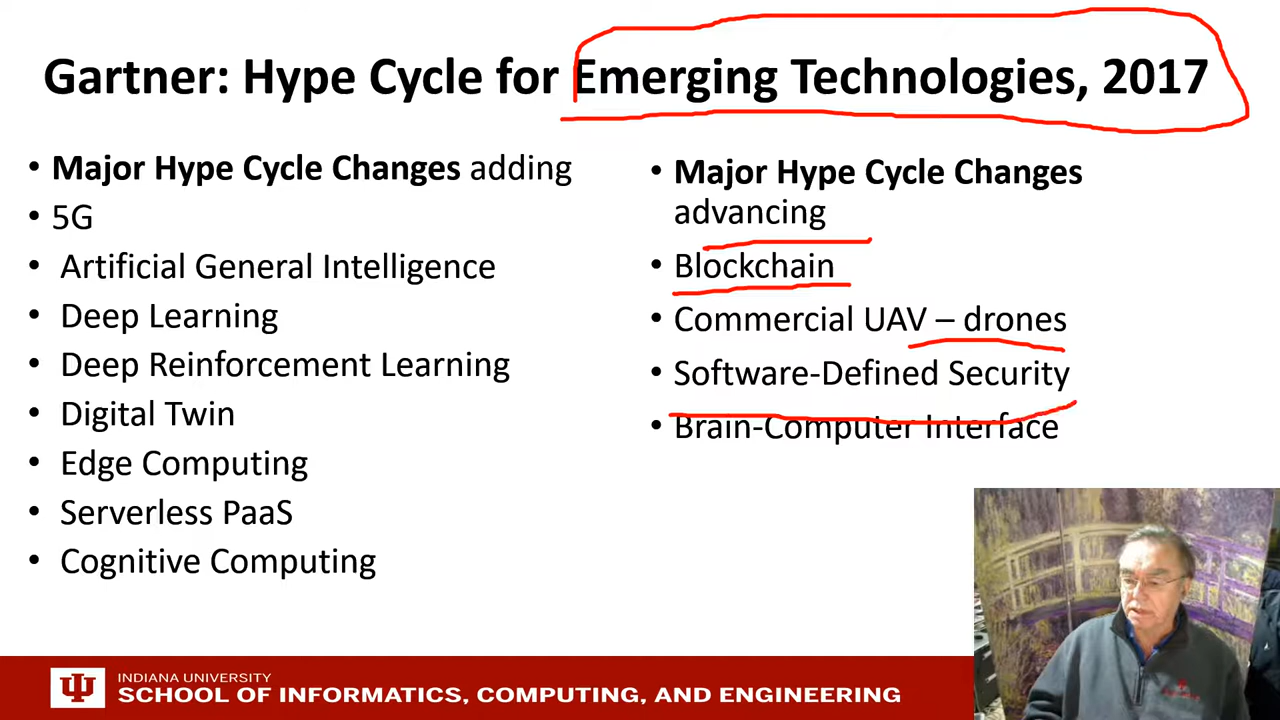 Gartner: Hype Cycle for Emerging Technologies, 2017
• Major Hype Cycle Changes adding
• 5G
• Artificial General Intelligence
• Deep Learning
• Deep Reinforcement Learning
• Digital Twin
• Edge Computing
• Serverless PaaS
• Cognitive Computing
• Major Hype Cycle Changes
advancing
• Blockchain
• Commercial UAV – drones
• Software-Defined Security
• Brain-Computer Interface
INDIANA UNIVERSITY
SCHOOL OF INFORMATICS, COMPUTING, AND ENGINEERING